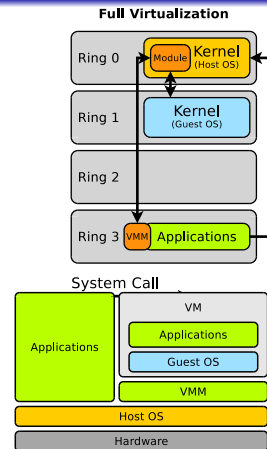 Full Virtualization
Ring 0
Module
Kernel
(Host OS)
Ring 1
Kernel
(Guest OS)
Ring 2
Ring 3
VMM
Applications
System Call
Applications
VM
Applications
Guest OS
VMM
Host OS
Hardware